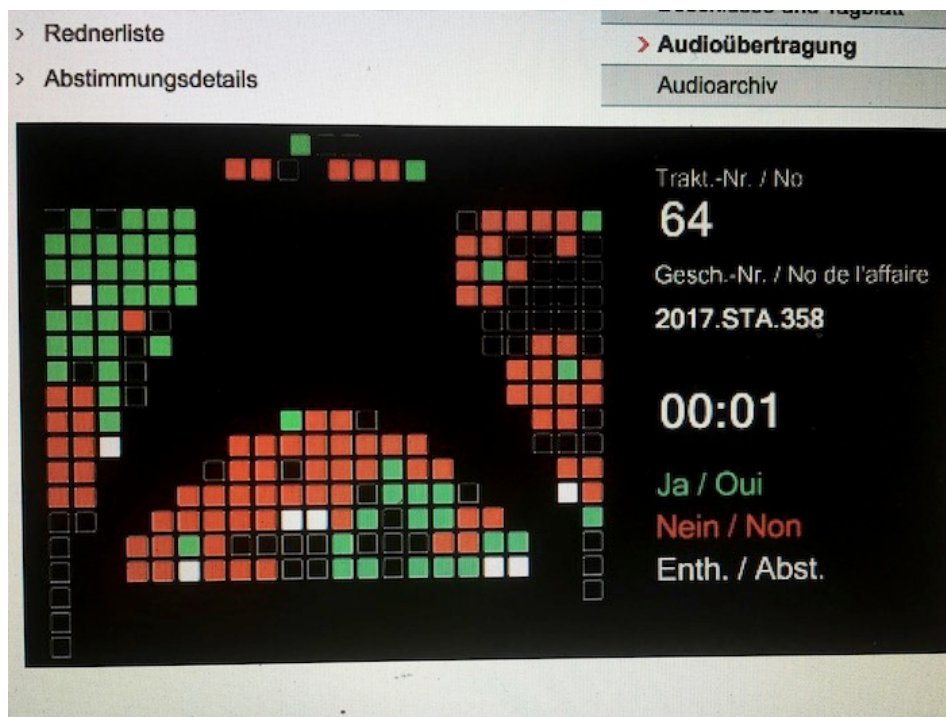 > Rednerliste
> Abstimmungsdetails
> Audioübertragung
Audioarchiv
Trakt.-Nr. / No
64
Gesch.-Nr. / No de l'affaire
2017.STA.358
00:01
Ja / Oui
Nein / Non
Enth. / Abst.